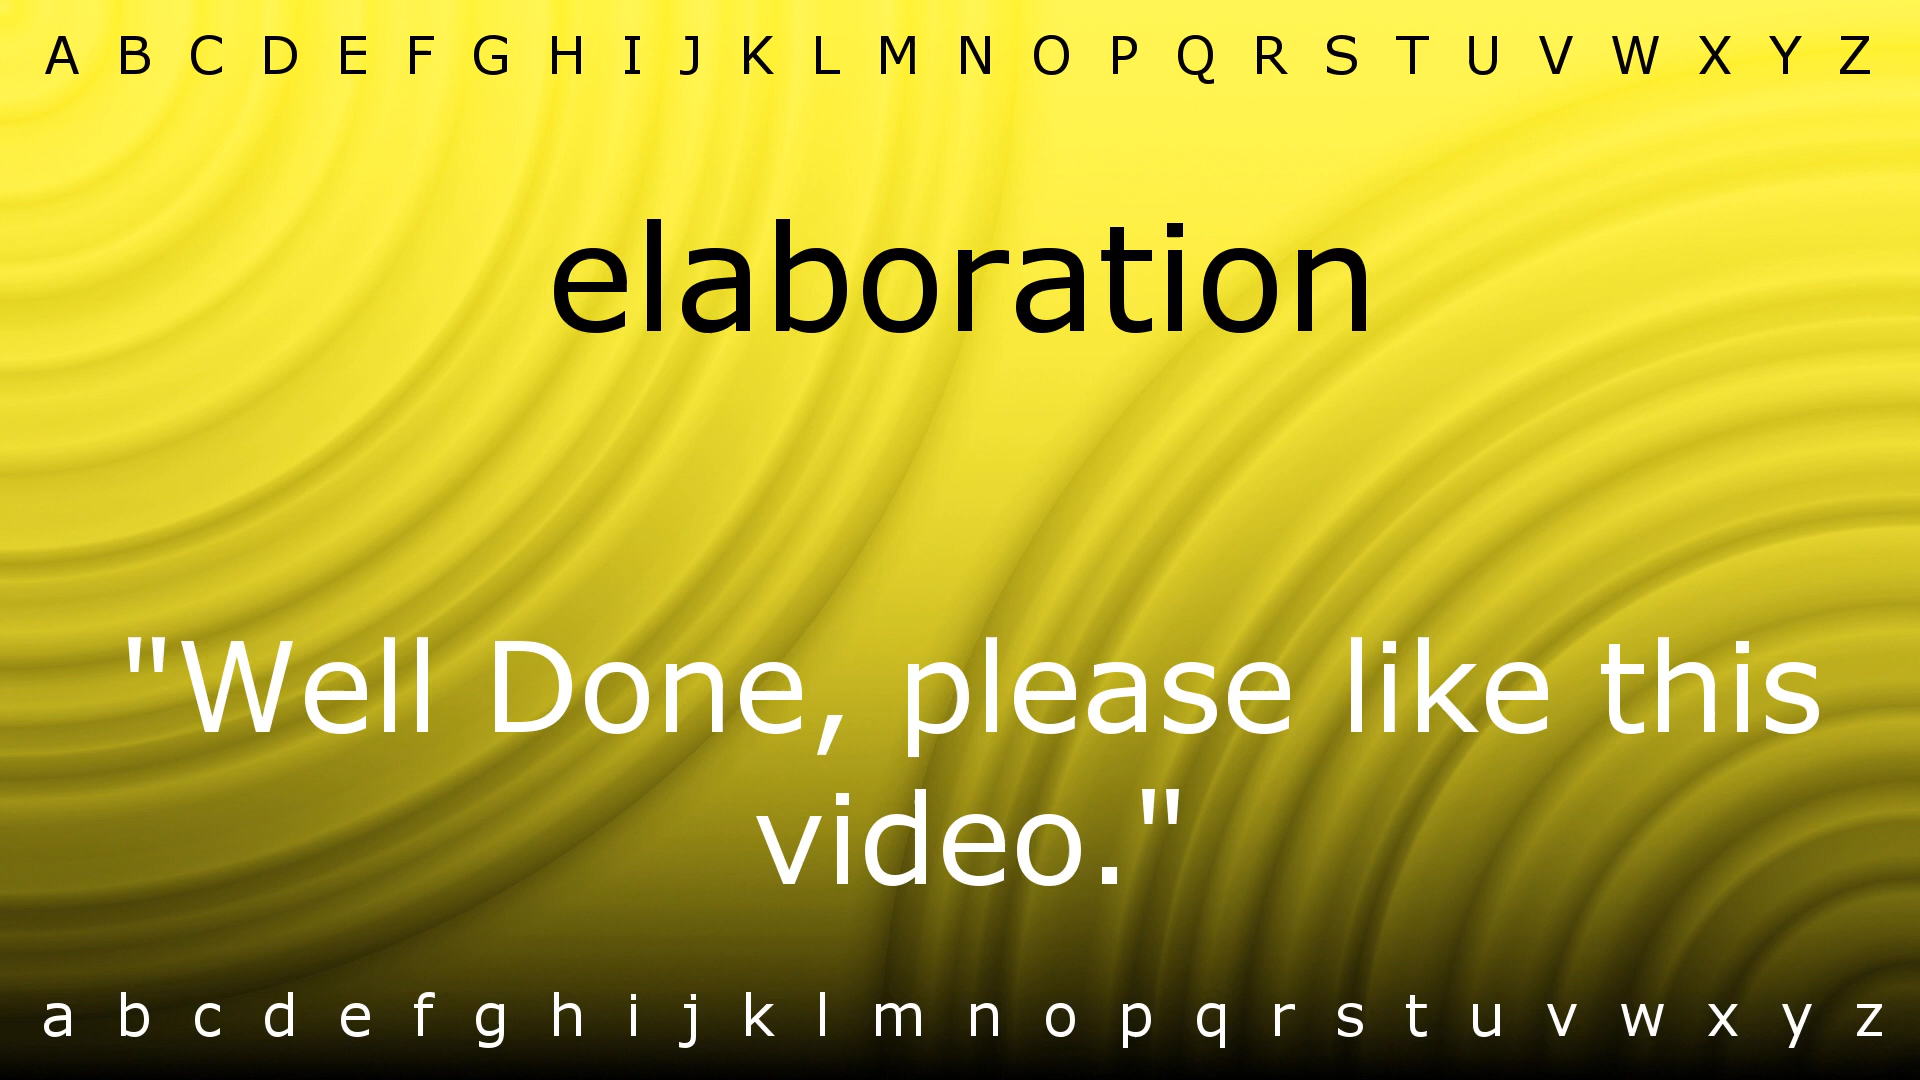 A B C D E F G H I J K L M N O P Q R S T U V W X Y Z
elaboration
"Well Done, please like this
video."
a b c d e f g h i j k l m n o p q r s t u v w x y z